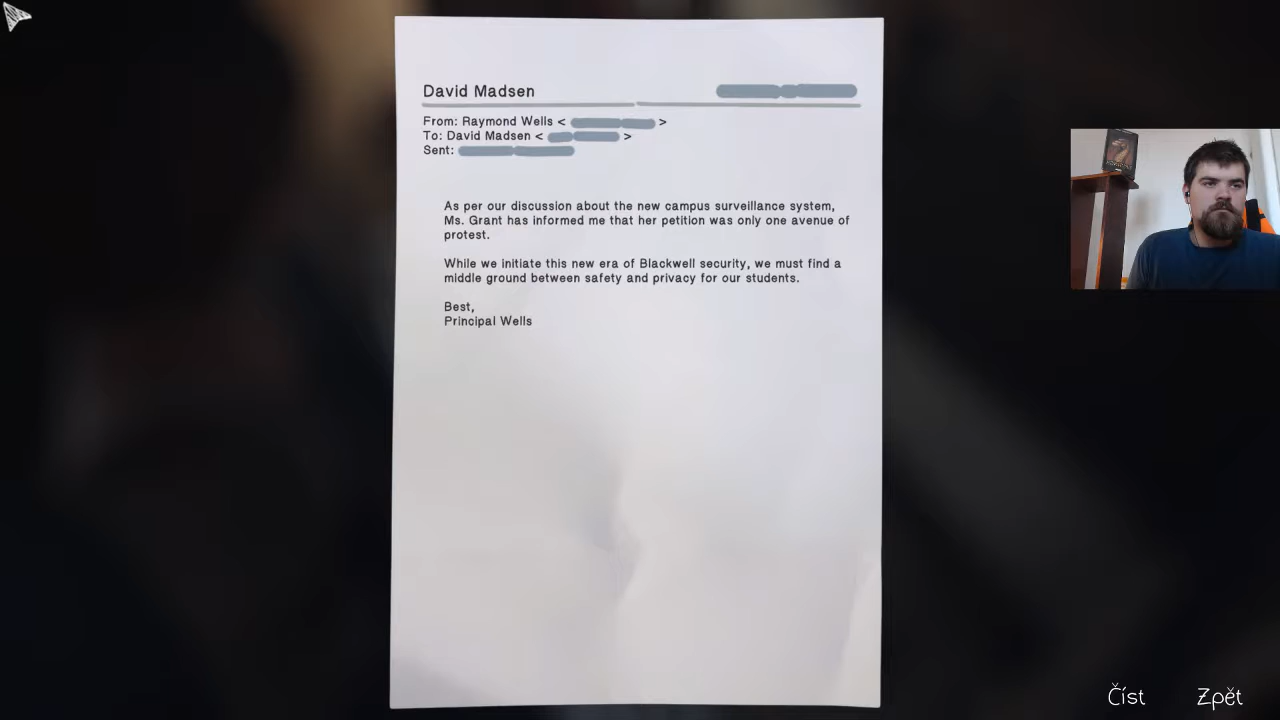 David Madsen
From: Raymond Wells < >
To: David Madsen < >
Sent:
As per our discussion about the new campus surveillance system,
Ms. Grant has informed me that her petition was only one avenue of
protest.
While we initiate this new era of Blackwell security, we must find a
middle ground between safety and privacy for our students.
Best,
Principal Wells
Číst
Zpět